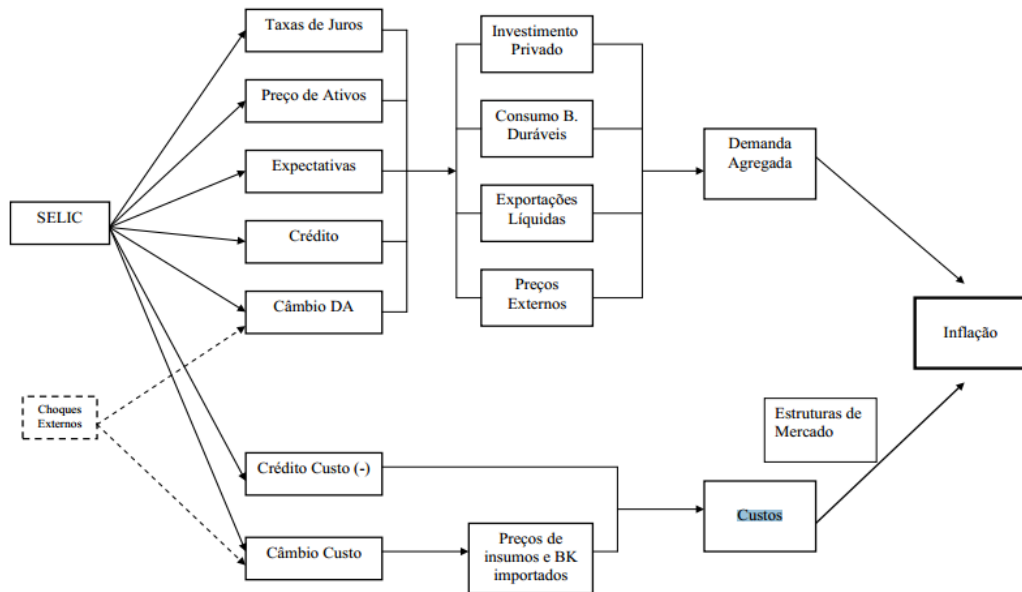 Taxas de Juros
Preço de Ativos
Expectativas
Crédito
Câmbio DA
SELIC
Choques
Externos
Investimento
Privado
Consumo B.
Duráveis
Exportações
Líquidas
Preços
Externos
Demanda
Agregada
Inflação
Estruturas de
Mercado
Crédito Custo (-)
Câmbio Custo
Preços de
insumos e BK
importados
Custos